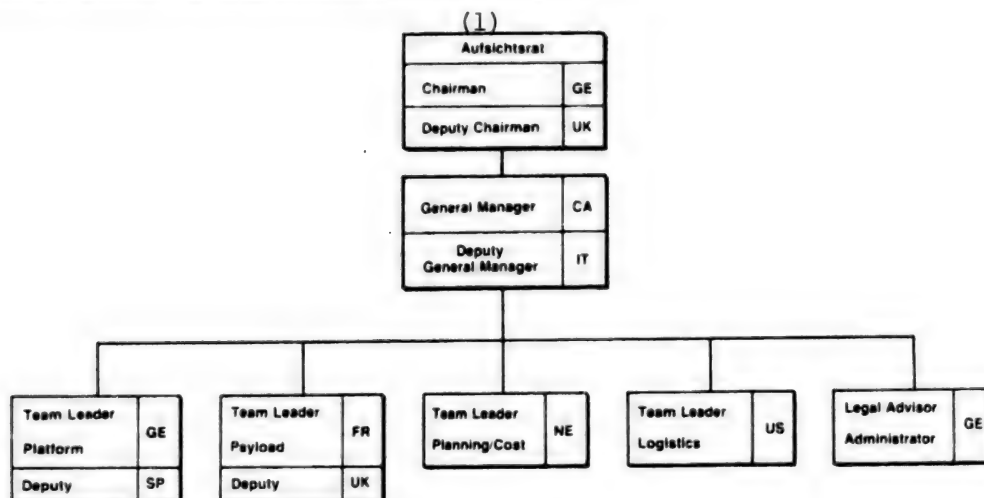 (1)
Aufsichtsrat
Chairman GE
Deputy Chairman UK
General Manager CA
Deputy
General Manager IT
Team Leader
Platform GE
Deputy SP
Team Leader
Payload FR
Deputy UK
Team Leader
Planning/Cost NE
Team Leader
Logistics US
Legal Advisor
Administrator GE